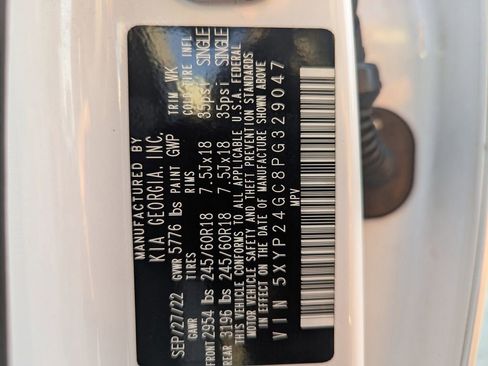 MANUFACTURED BY
KIA GEORGIA, INC.
SEP/27/22 GVWR 5776 lbs PAINT GWP TRIM WK
GAWR TIRES RIMS COLD TIRE INFL
FRONT 2954 lbs 245/60R18 7.5Jx18 35psi SINGLE
REAR 3196 lbs 245/60R18 7.5Jx18 35psi SINGLE
THIS VEHICLE CONFORMS TO ALL APPLICABLE U.S.A. FEDERAL
MOTOR VEHICLE SAFETY AND THEFT PREVENTION STANDARDS
IN EFFECT ON THE DATE OF MANUFACTURE SHOWN ABOVE
VIN 5XYP24GC8PG329047
MPV